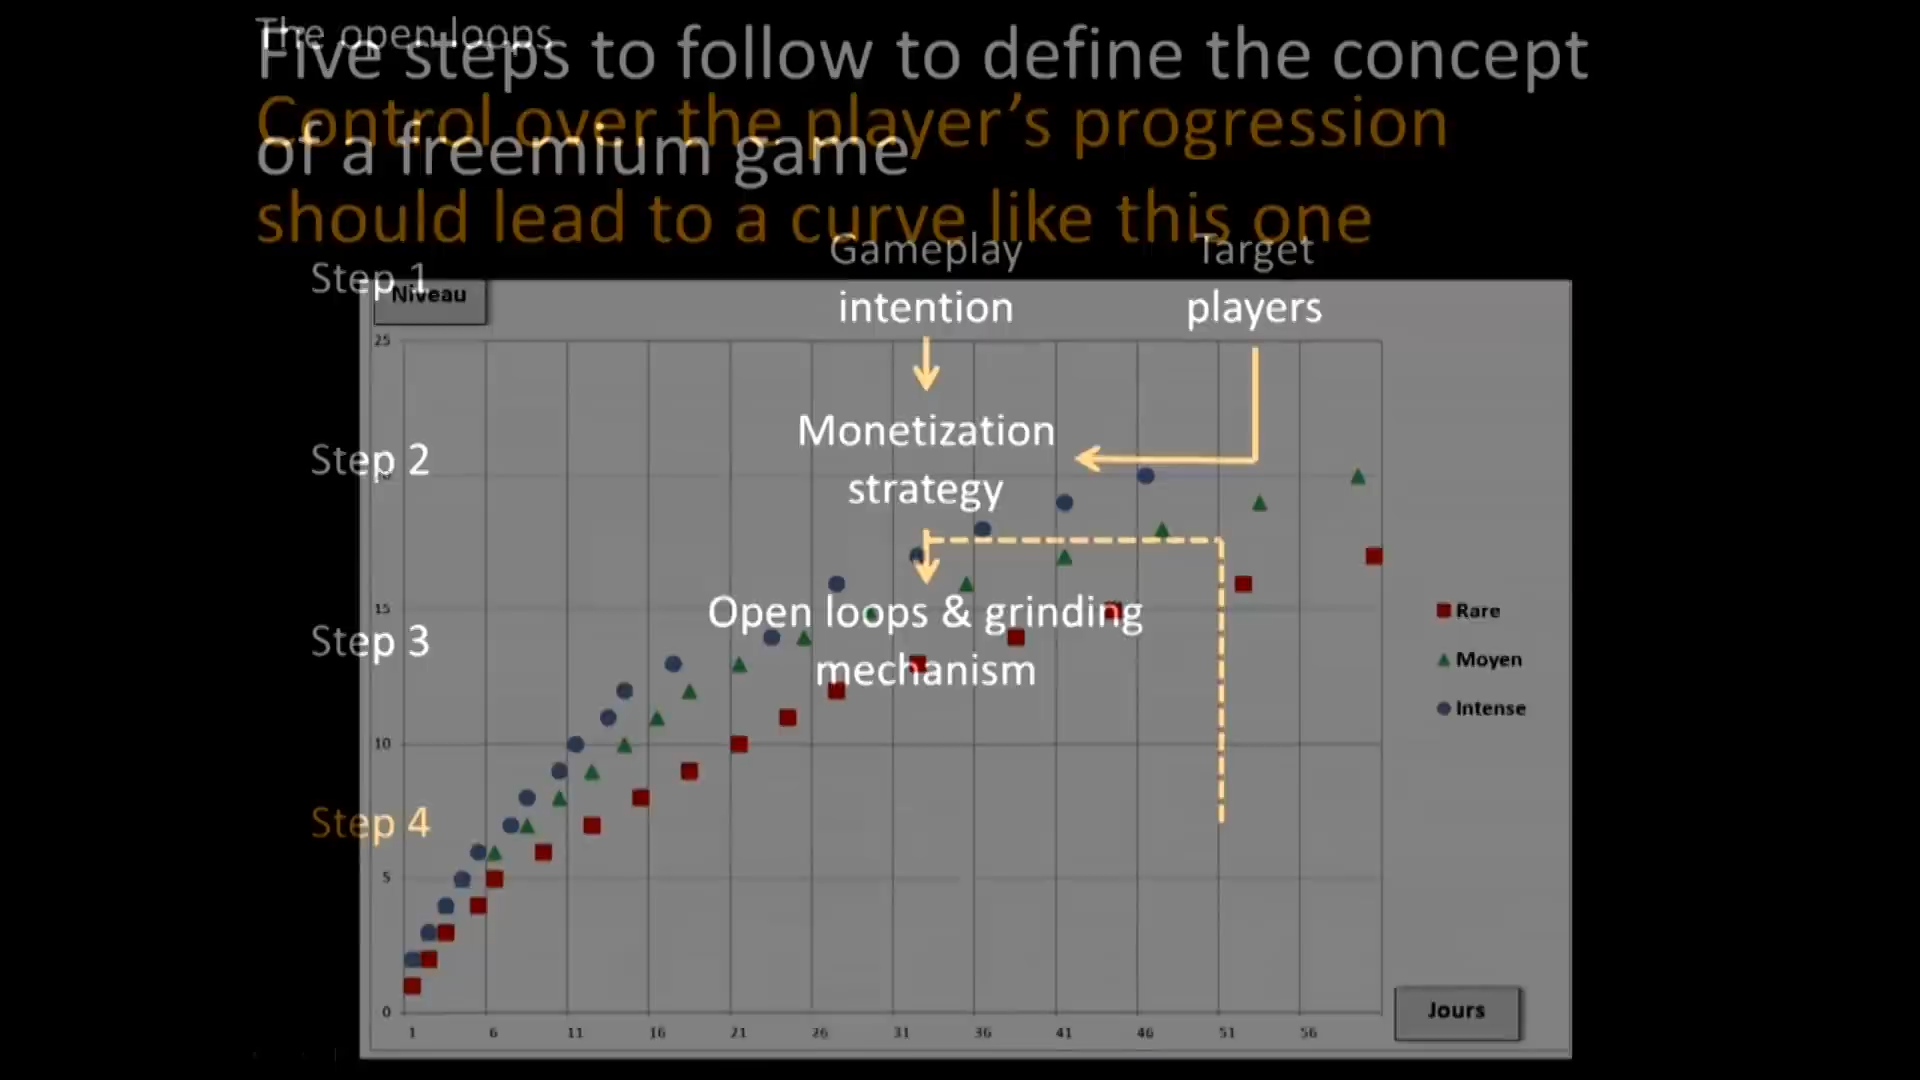 The open loops
Five steps to follow to define the concept
of a freemium game
Control over the player’s progression
should lead to a curve like this one
Step 1
Gameplay
intention
Target
players
Step 2
Monetization
strategy
Step 3
Open loops & grinding
mechanism
Step 4
Niveau
25
15
10
5
0
1 6 11 16 21 26 31 36 41 46 51 56
Rare
Moyen
Intense
Jours